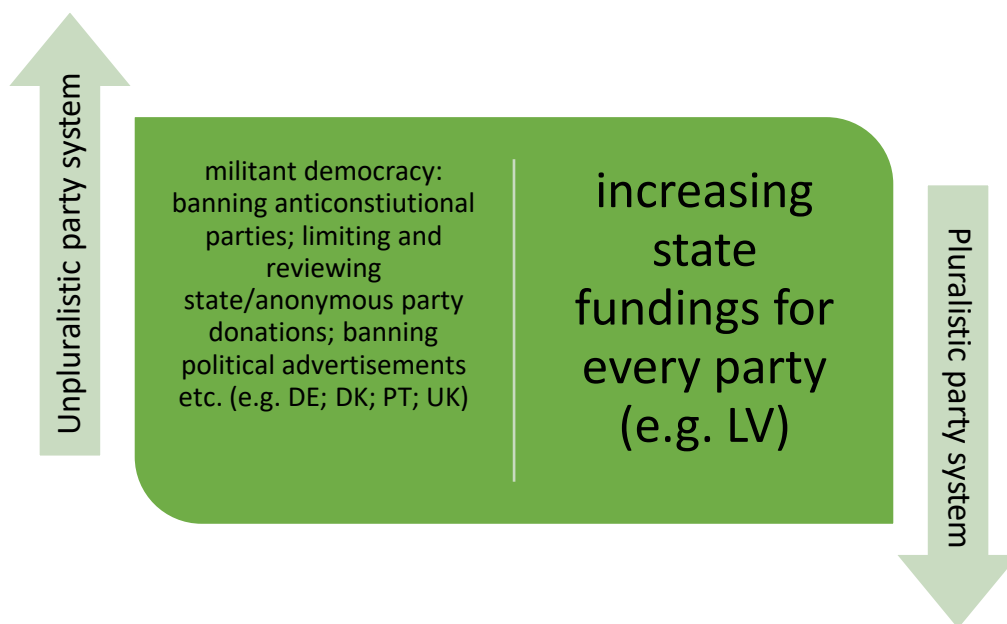 Unpluralistic party system
militant democracy:
banning anticonstiutional
parties; limiting and
reviewing
state/anonymous party
donations; banning
political advertisements
etc. (e.g. DE; DK; PT; UK)
increasing
state
fundings for
every party
(e.g. LV)
Pluralistic party system